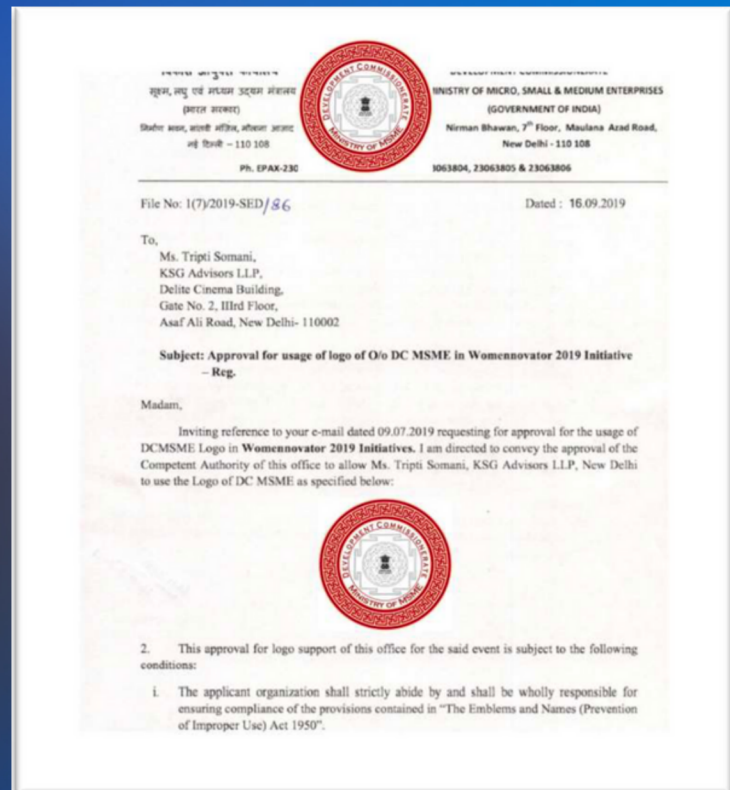 सूक्ष्म, लघु एवं मध्यम उद्यम मंत्रालय
(भारत सरकार)
निर्माण भवन, सातवी मंजिल, मौलाना आजाद
नई दिल्ली – 110 108
DEVELOPMENT COMMISSIONERATE
MINISTRY OF MSME
INISTRY OF MICRO, SMALL & MEDIUM ENTERPRISES
(GOVERNMENT OF INDIA)
Nirman Bhawan, 7th Floor, Maulana Azad Road,
New Delhi - 110 108
Ph. EPAX-230
3063804, 23063805 & 23063806
File No: 1(7)/2019-SED/86
Dated : 16.09.2019
To,
Ms. Tripti Somani,
KSG Advisors LLP,
Delite Cinema Building,
Gate No. 2, IIIrd Floor,
Asaf Ali Road, New Delhi- 110002
Subject: Approval for usage of logo of O/o DC MSME in Womennovator 2019 Initiative
– Reg.
Madam,
Inviting reference to your e-mail dated 09.07.2019 requesting for approval for the usage of
DCMSME Logo in Womennovator 2019 Initiatives. I am directed to convey the approval of the
Competent Authority of this office to allow Ms. Tripti Somani, KSG Advisors LLP, New Delhi
to use the Logo of DC MSME as specified below:
DEVELOPMENT COMMISSIONERATE
MINISTRY OF MSME
2. This approval for logo support of this office for the said event is subject to the following
conditions:
i. The applicant organization shall strictly abide by and shall be wholly responsible for
ensuring compliance of the provisions contained in "The Emblems and Names (Prevention
of Improper Use) Act 1950".